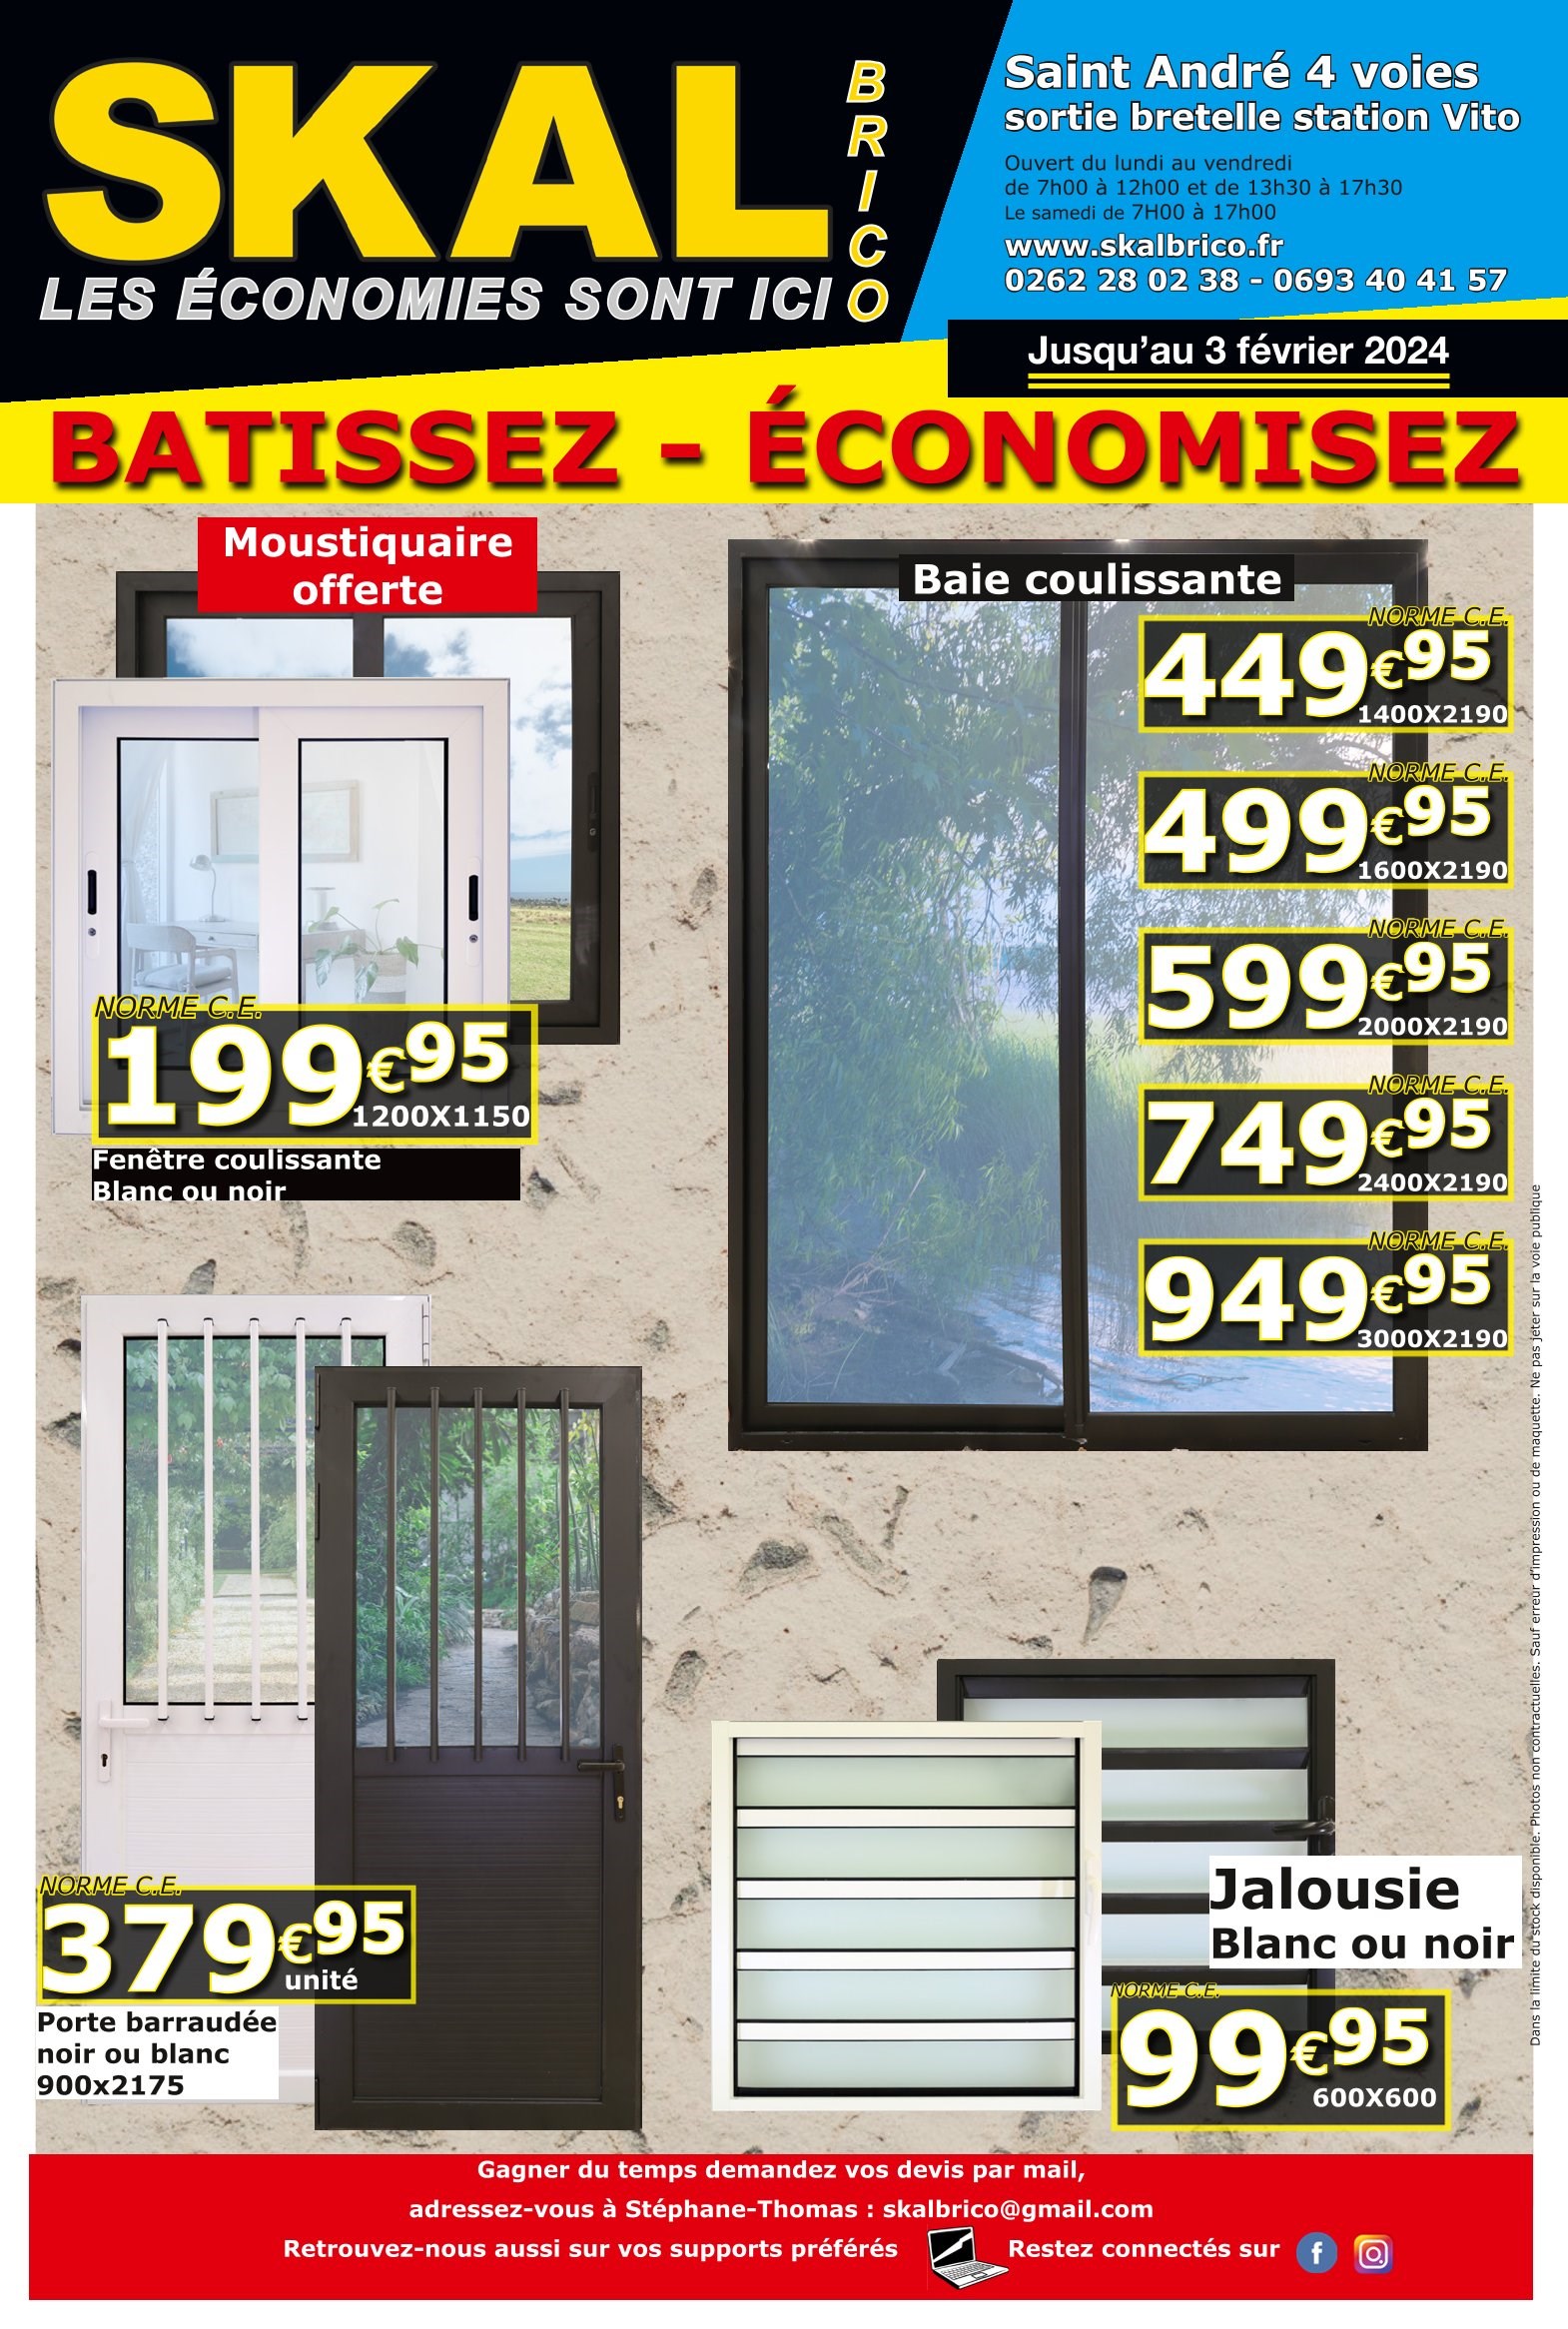 SKAL
BRICO
LES ÉCONOMIES SONT ICI
Saint André 4 voies
sortie bretelle station Vito
Ouvert du lundi au vendredi
de 7h00 à 12h00 et de 13h30 à 17h30
Le samedi de 7H00 à 17h00
www.skalbrico.fr
0262 28 02 38 - 0693 40 41 57
Jusqu'au 3 février 2024
BATISSEZ - ÉCONOMISEZ
Moustiquaire
offerte
NORME C.E.
199€95
1200X1150
Fenêtre coulissante
Blanc ou noir
Baie coulissante
NORME C.E.
449€95
1400X2190
NORME C.E.
499€95
1600X2190
NORME C.E.
599€95
2000X2190
NORME C.E.
749€95
2400X2190
NORME C.E.
949€95
3000X2190
NORME C.E.
379€95
unité
Porte barraudée
noir ou blanc
900x2175
Jalousie
Blanc ou noir
NORME C.E.
99€95
600X600
Dans la limite du stock disponible. Photos non contractuelles. Sauf erreur d'impression ou de maquette. Ne pas jeter sur la voie publique
Gagner du temps demandez vos devis par mail,
adressez-vous à Stéphane-Thomas : skalbrico@gmail.com
Retrouvez-nous aussi sur vos supports préférés Restez connectés sur